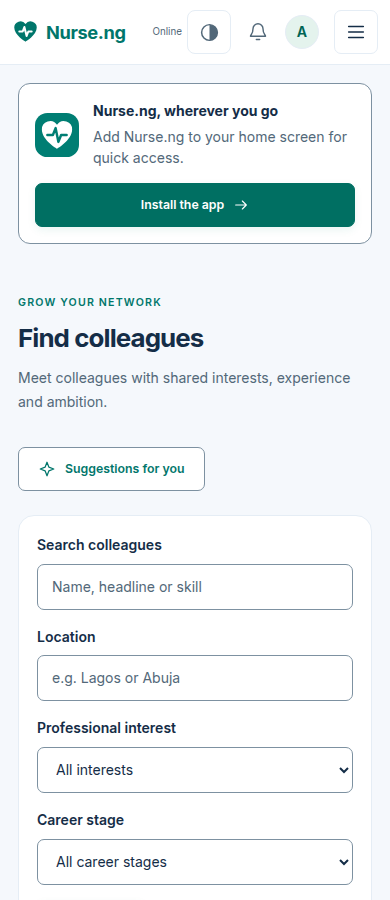 Nurse.ng
Online
A
Nurse.ng, wherever you go
Add Nurse.ng to your home screen for
quick access.
Install the app
GROW YOUR NETWORK
Find colleagues
Meet colleagues with shared interests, experience
and ambition.
Suggestions for you
Search colleagues
Name, headline or skill
Location
e.g. Lagos or Abuja
Professional interest
All interests
Career stage
All career stages